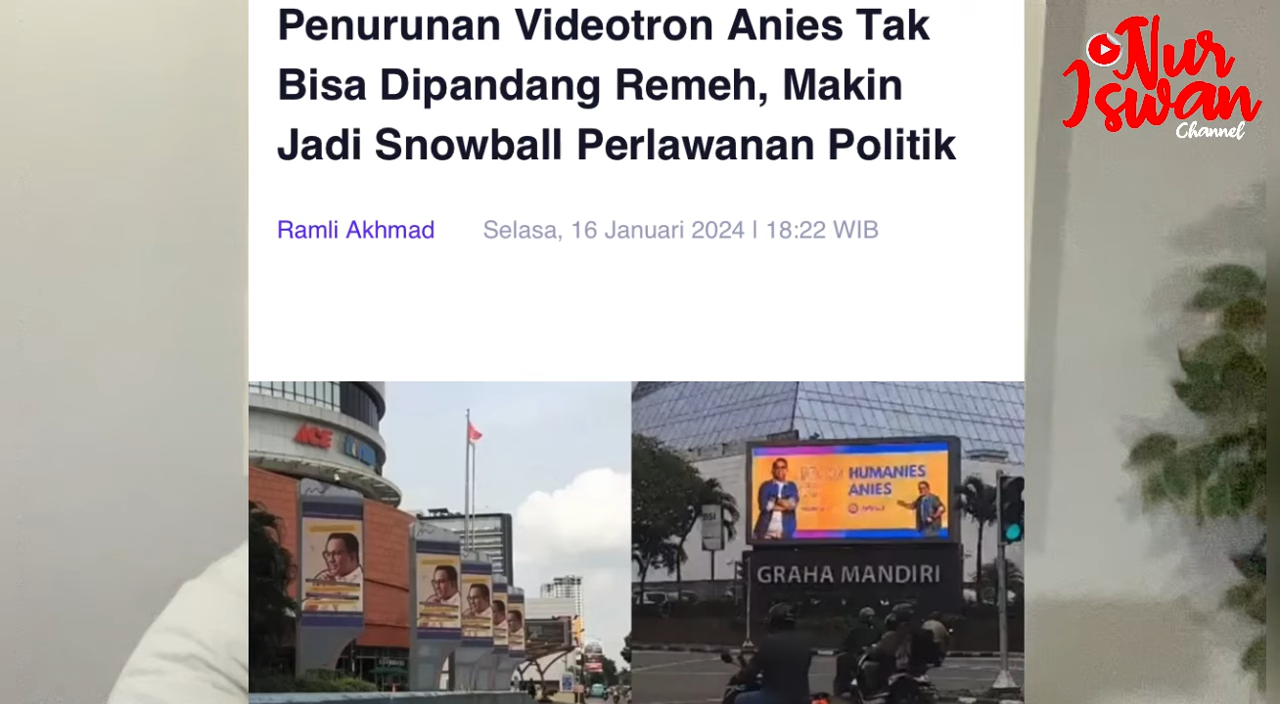 Penurunan Videotron Anies Tak
Bisa Dipandang Remeh, Makin
Jadi Snowball Perlawanan Politik
Nur
Iswan
Channel
Ramli Akhmad Selasa, 16 Januari 2024 | 18:22 WIB
ACE
HUMANIES
ANIES
BSI
GRAHA MANDIRI